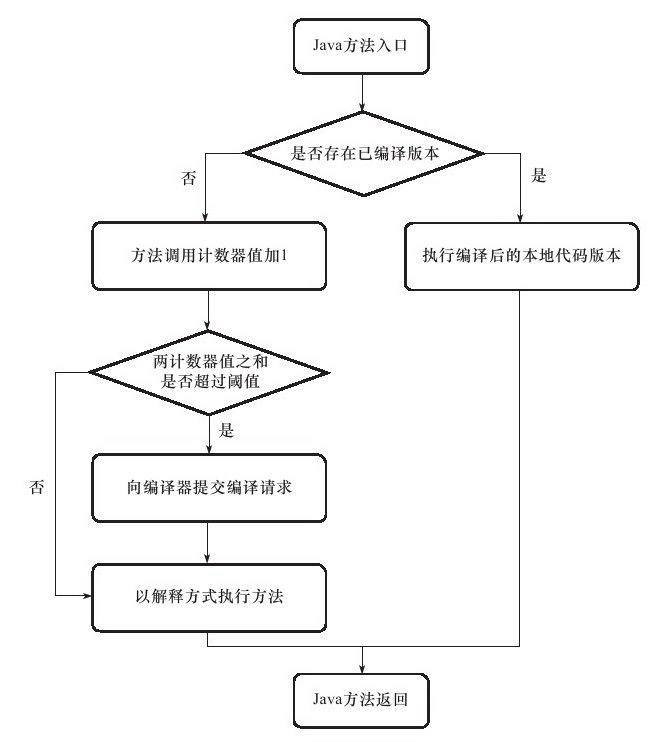 Java方法入口
是否存在已编译版本
否
是
方法调用计数器值加1
执行编译后的本地代码版本
两计数器值之和
是否超过阈值
是
否
向编译器提交编译请求
以解释方式执行方法
Java方法返回